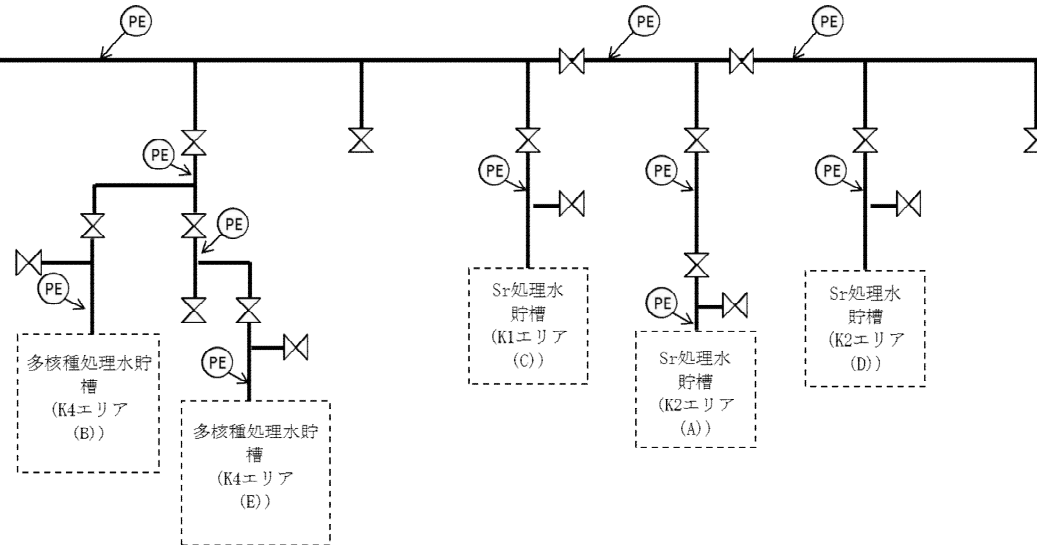 PE
PE
PE
PE
PE
PE
PE
PE
PE
PE
PE
PE
Sr処理水
貯槽
(K1エリア
(C))
Sr処理水
貯槽
(K2エリア
(D))
多核種処理水貯
槽
(K4エリア
(B))
Sr処理水
貯槽
(K2エリア
(A))
多核種処理水貯
槽
(K4エリア
(E))